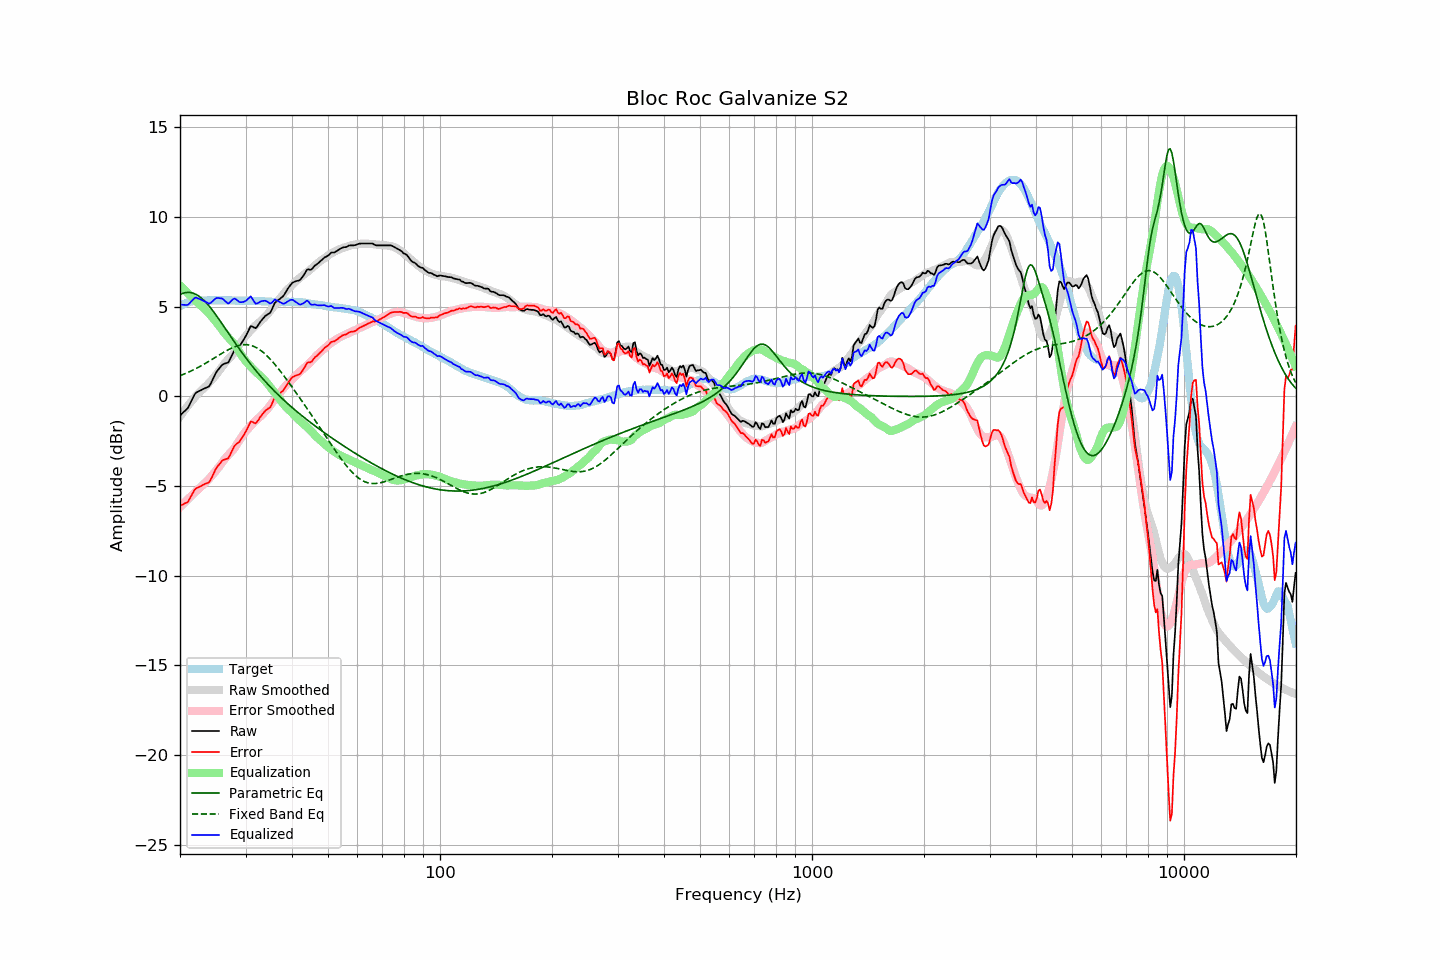 Bloc Roc Galvanize S2
15
10
5
0
−5
−10
−15
−20
−25
Amplitude (dBr)
Target
Raw Smoothed
Error Smoothed
Raw
Error
Equalization
Parametric Eq
Fixed Band Eq
Equalized
100 1000 10000
Frequency (Hz)